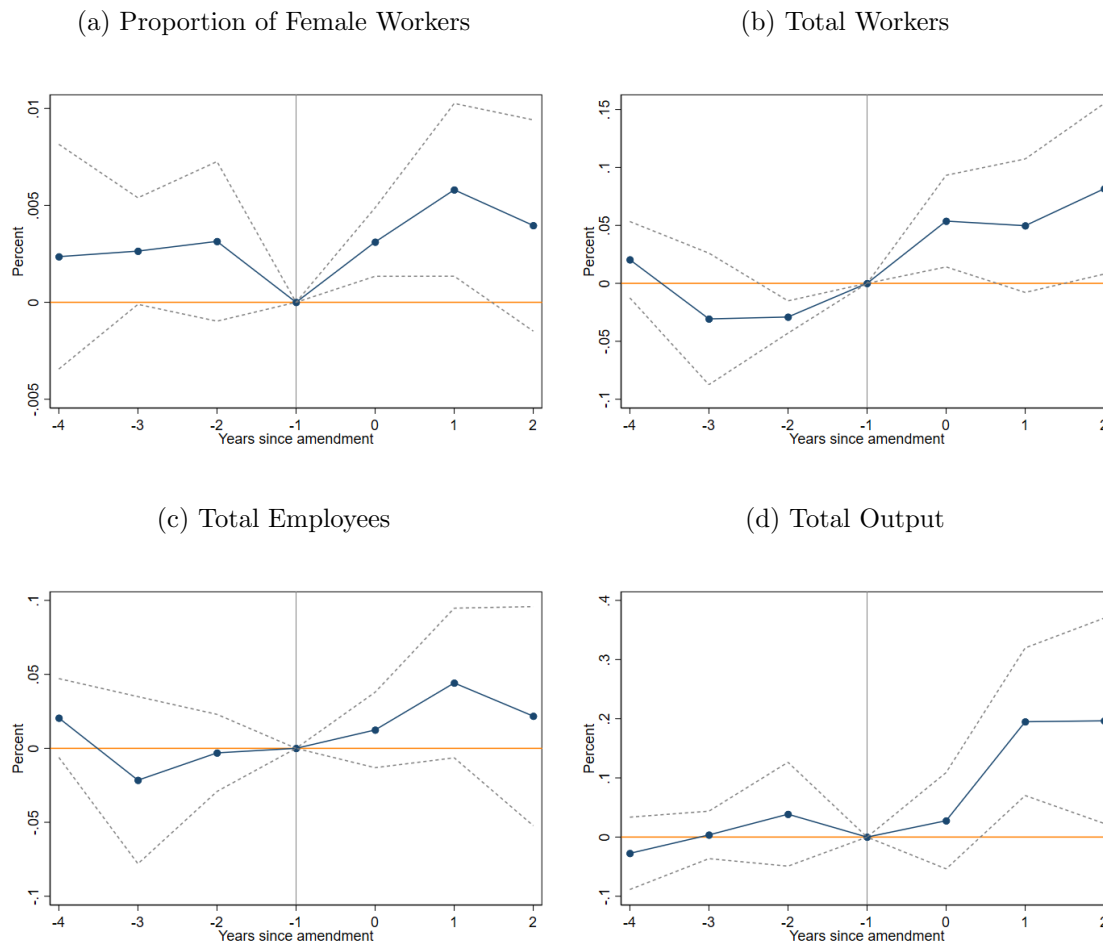 (a) Proportion of Female Workers
(b) Total Workers
.01
.005
0
-.005
Percent
-4 -3 -2 -1 0 1 2
Years since amendment
.15
.1
.05
0
-.05
-.1
Percent
-4 -3 -2 -1 0 1 2
Years since amendment
(c) Total Employees
(d) Total Output
.1
.05
0
-.05
-.1
Percent
-4 -3 -2 -1 0 1 2
Years since amendment
.4
.3
.2
.1
0
-.1
Percent
-4 -3 -2 -1 0 1 2
Years since amendment